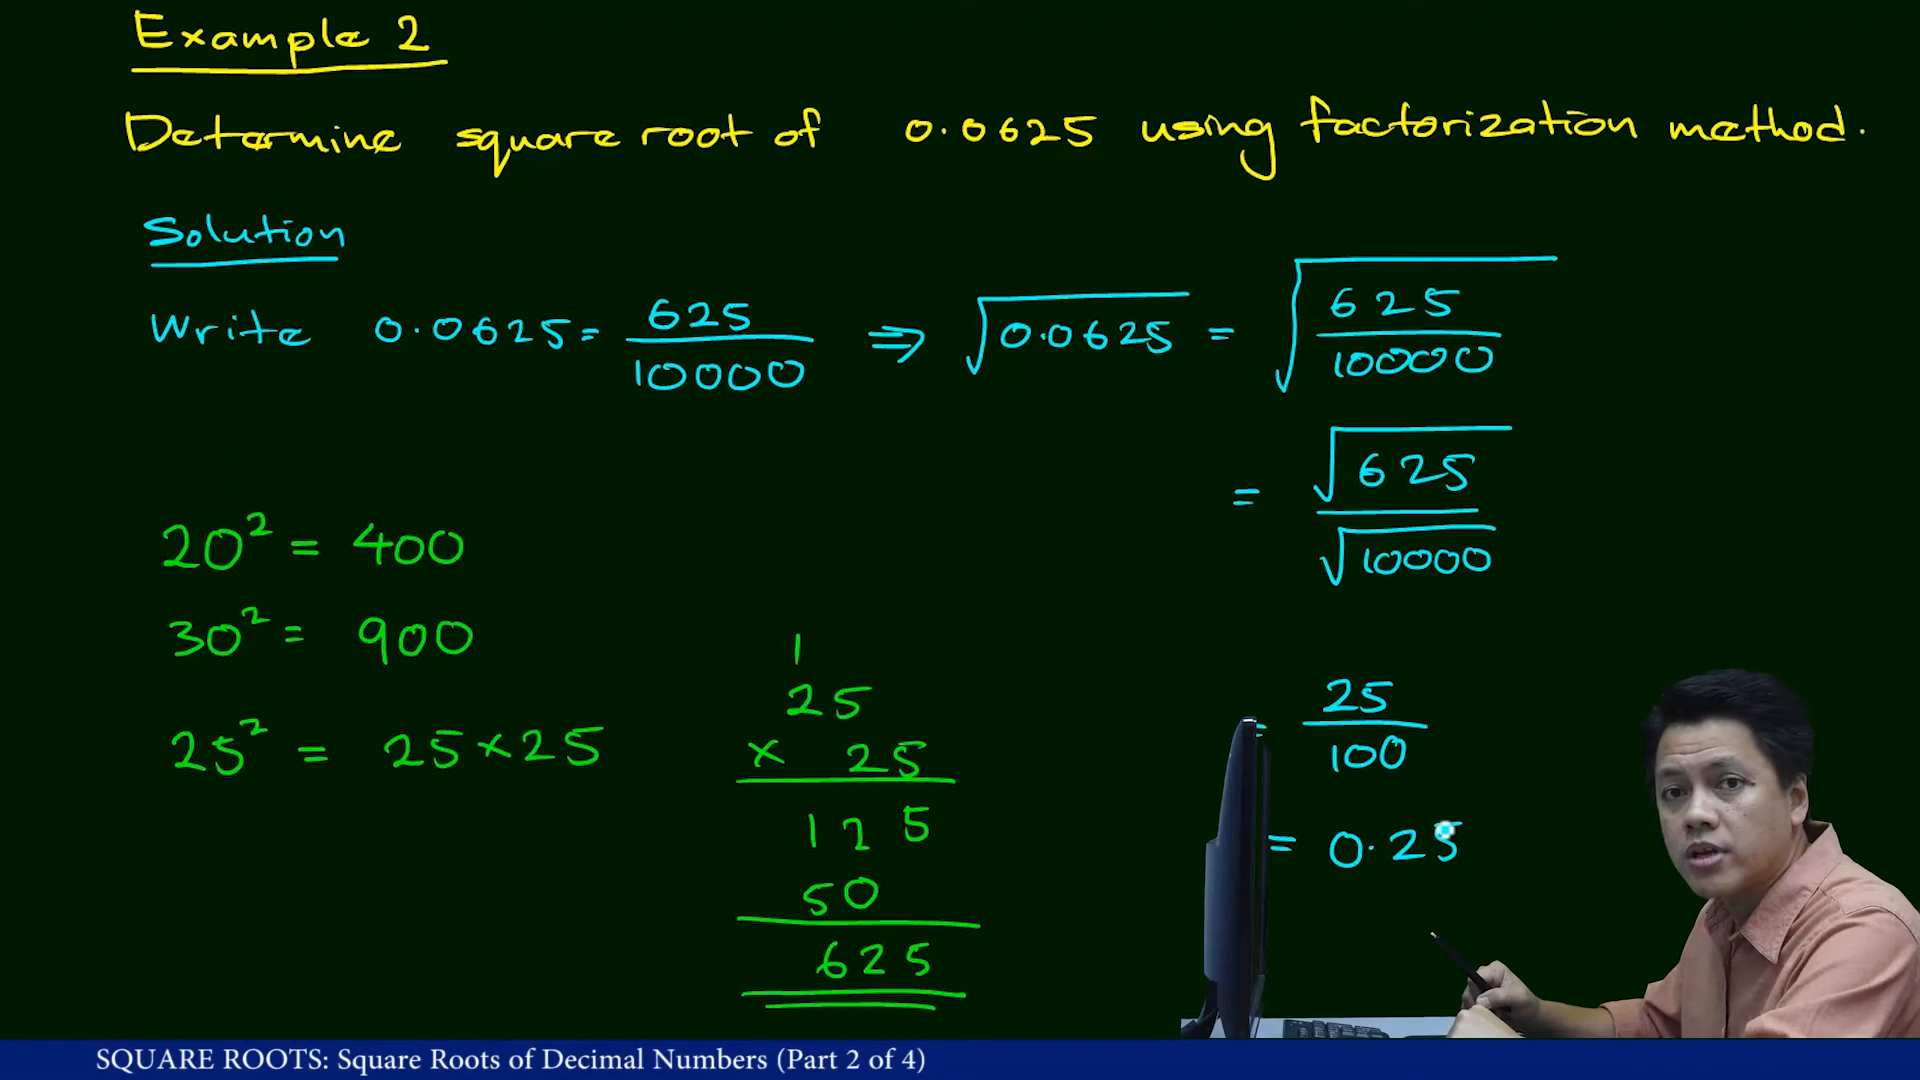 Example 2
Determine square root of 0.0625 using factorization method.
Solution
Write 0.0625 = 625/10000 ⇒ √0.0625 = √(625/10000)
= √625/√10000
20² = 400
30² = 900
25² = 25×25
1
25
× 25
125
50
625
= 25/100
= 0.25
SQUARE ROOTS: Square Roots of Decimal Numbers (Part 2 of 4)